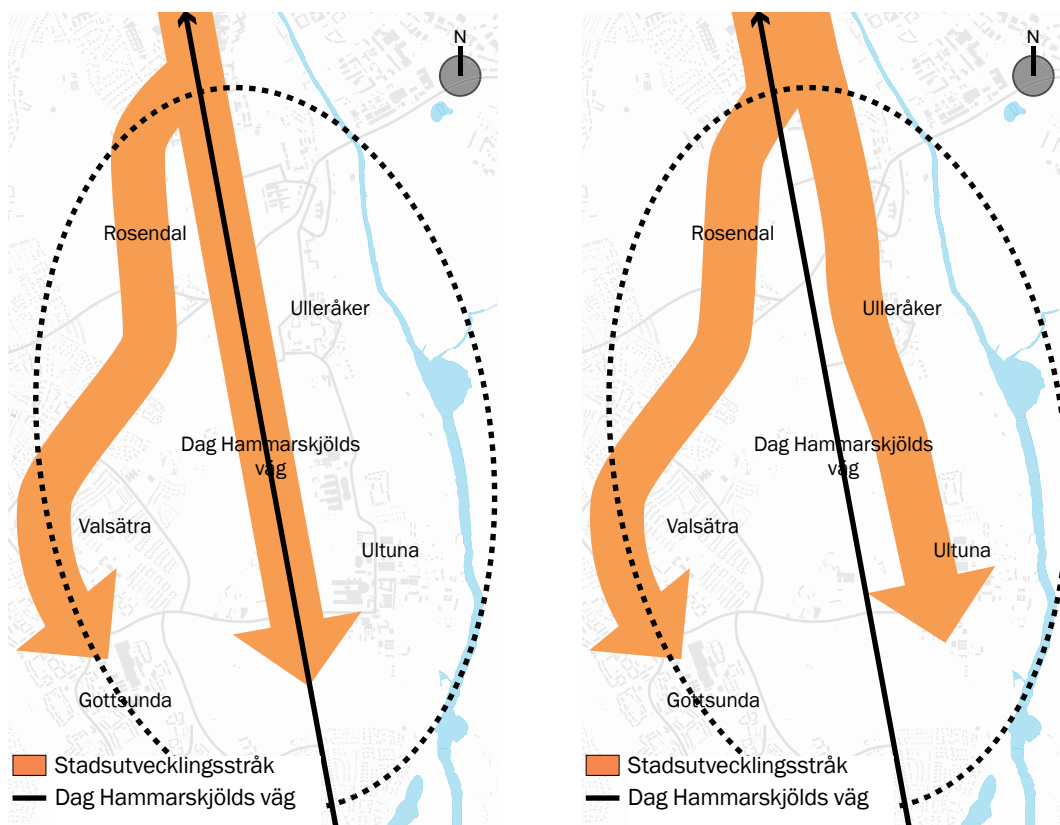 N
Rosendal
Ulleråker
Dag Hammarskjölds
väg
Valsätra
Ultuna
Gottsunda
Stadsutvecklingsstråk
Dag Hammarskjölds väg
N
Rosendal
Ulleråker
Dag Hammarskjölds
väg
Valsätra
Ultuna
Gottsunda
Stadsutvecklingsstråk
Dag Hammarskjölds väg